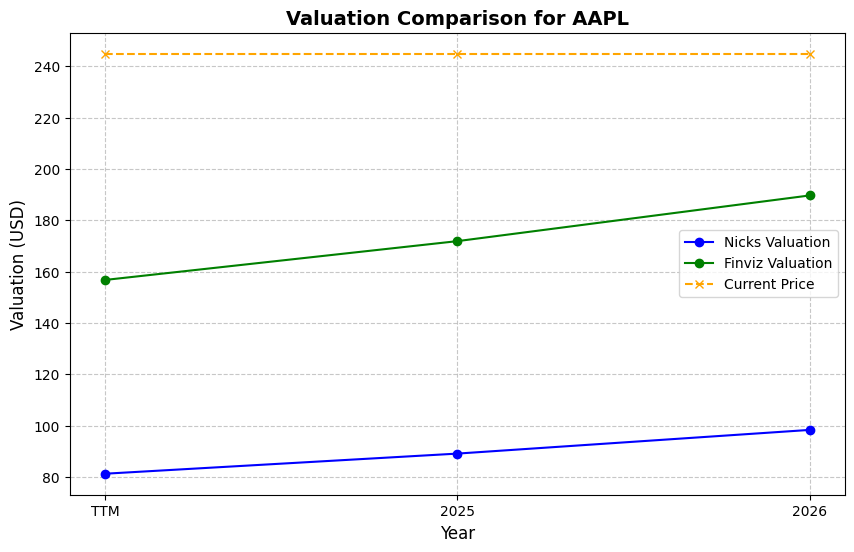 Valuation Comparison for AAPL
Valuation (USD)
240
220
200
180
160
140
120
100
80
Nicks Valuation
Finviz Valuation
Current Price
TTM
2025
2026
Year